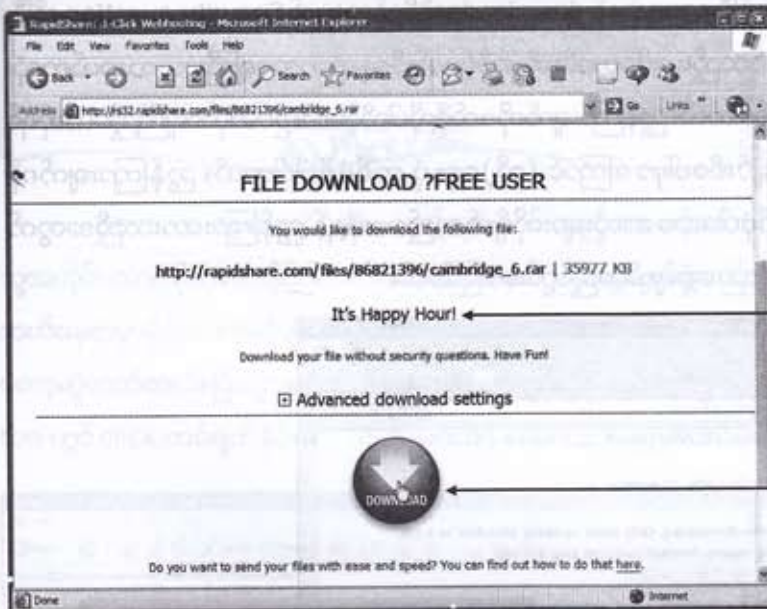 RapidShare: 1-Click Webhosting - Microsoft Internet Explorer
File Edit View Favorites Tools Help
Back Search Favorites
Address http://rs32.rapidshare.com/files/86821396/cambridge_6.rar Go Links
FILE DOWNLOAD ?FREE USER
You would like to download the following file:
http://rapidshare.com/files/86821396/cambridge_6.rar | 35977 KB
It's Happy Hour!
Download your file without security questions. Have Fun!
Advanced download settings
DOWNLOAD
Do you want to send your files with ease and speed? You can find out how to do that here.
Done Internet